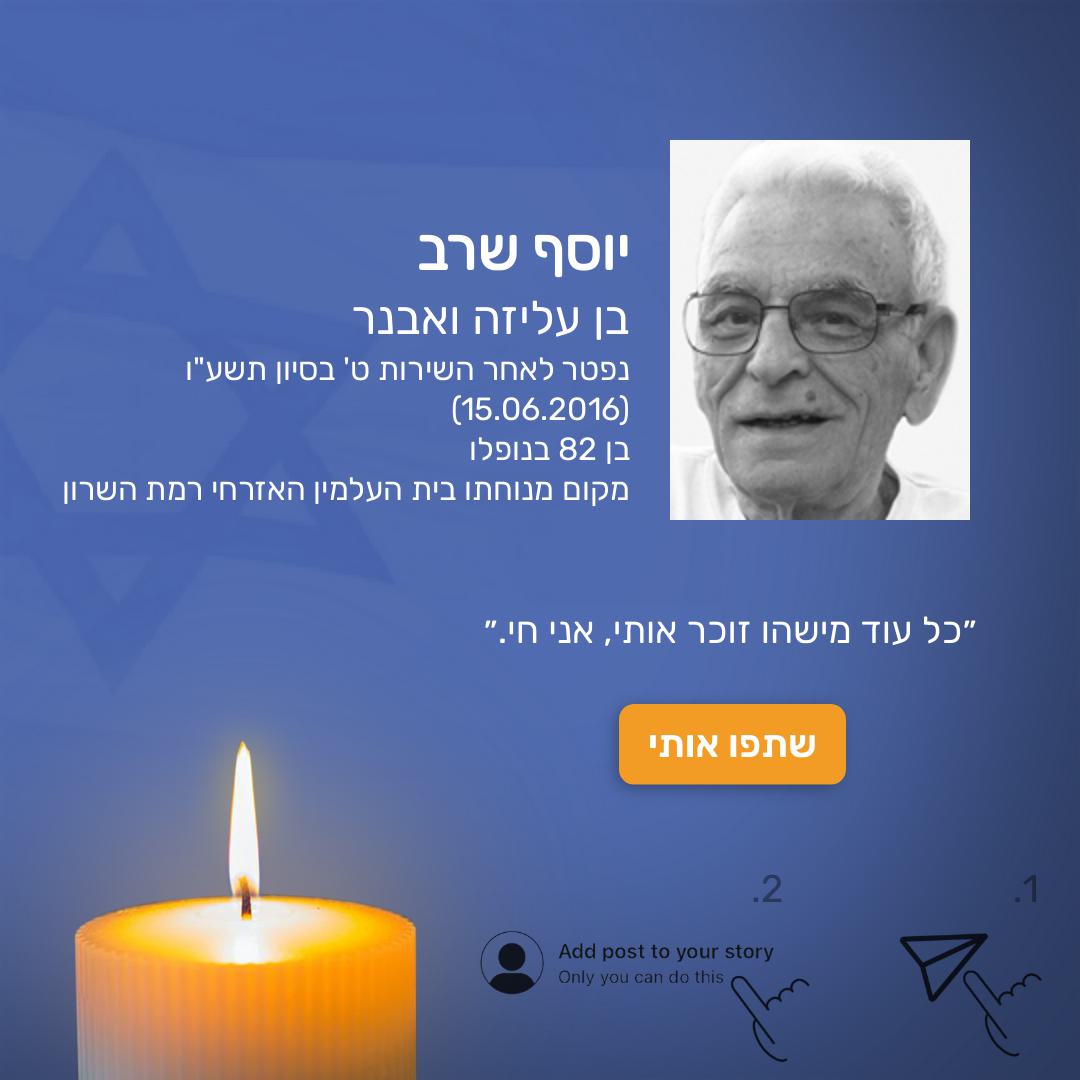 יוסף שרב
בן עליזה ואבנר
נפטר לאחר השירות ט' בסיון תשע"ו
(15.06.2016)
בן 82 בנופלו
מקום מנוחתו בית העלמין האזרחי רמת השרון
״כל עוד מישהו זוכר אותי, אני חי.״
שתפו אותי
1.
2.
Add post to your story
Only you can do this